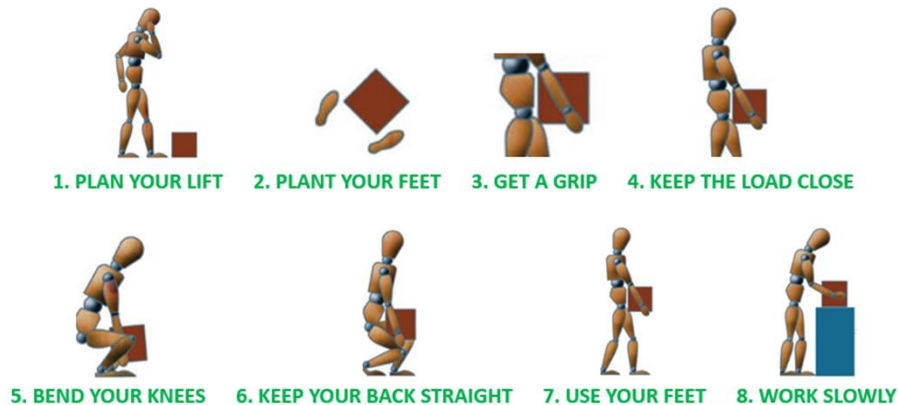 1. PLAN YOUR LIFT
2. PLANT YOUR FEET
3. GET A GRIP
4. KEEP THE LOAD CLOSE
5. BEND YOUR KNEES
6. KEEP YOUR BACK STRAIGHT
7. USE YOUR FEET
8. WORK SLOWLY